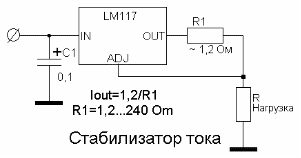 LM117
R1
IN
OUT
+
C1
ADJ
~ 1,2 Ом
0,1
Iout=1,2/R1
R1=1,2...240 Om
R
Нагрузка
Стабилизатор тока